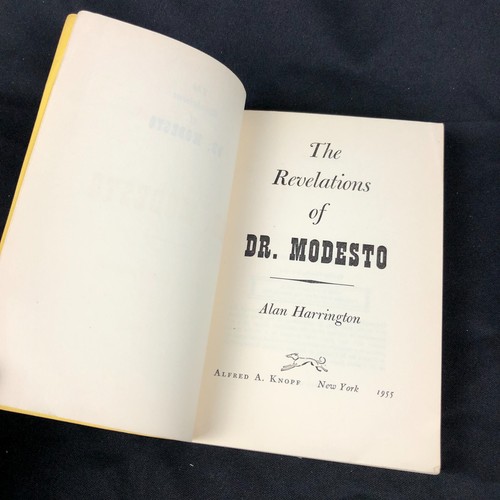 The
Revelations
of
DR. MODESTO
Alan Harrington
ALFRED A. KNOPF New York 1955